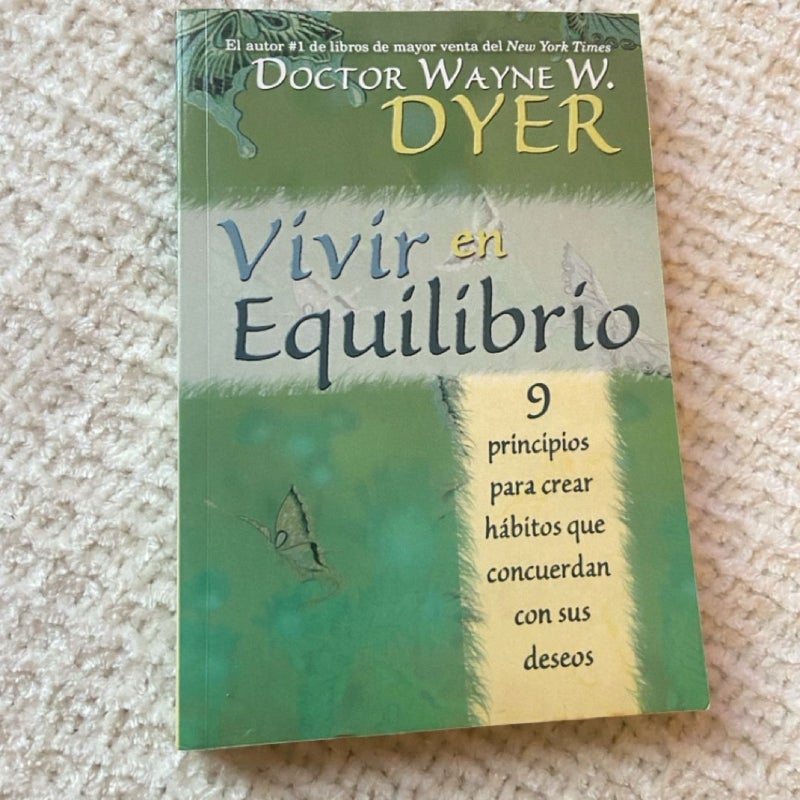 El autor #1 de libros de mayor venta del New York Times
DOCTOR WAYNE W.
DYER
Vivir en
Equilibrio
9
principios
para crear
hábitos que
concuerdan
con sus
deseos